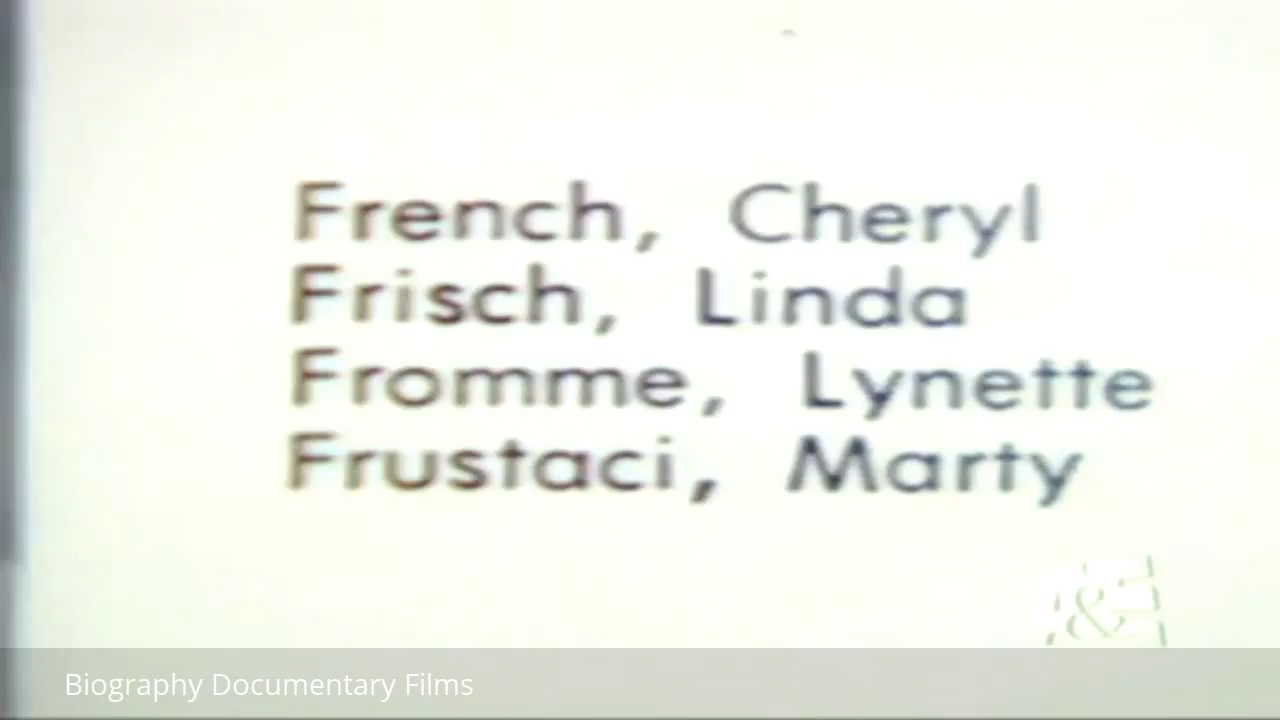 French, Cheryl
Frisch, Linda
Fromme, Lynette
Frustaci, Marty
&
Biography Documentary Films